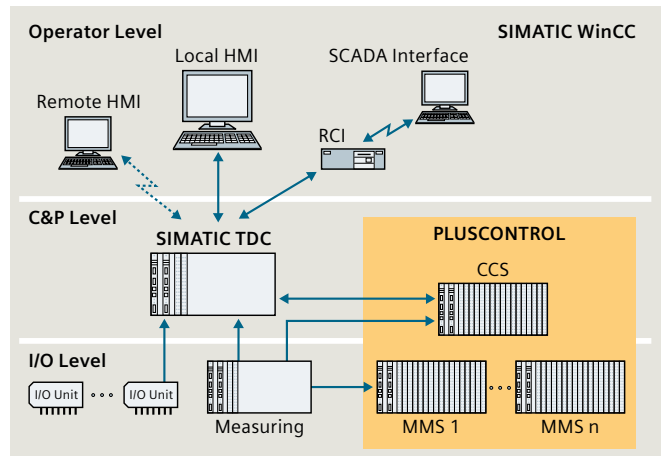 Operator Level
SIMATIC WinCC
Local HMI
SCADA Interface
Remote HMI
RCI
C&P Level
SIMATIC TDC
PLUSCONTROL
CCS
I/O Level
I/O Unit
I/O Unit
Measuring
MMS 1
MMS n